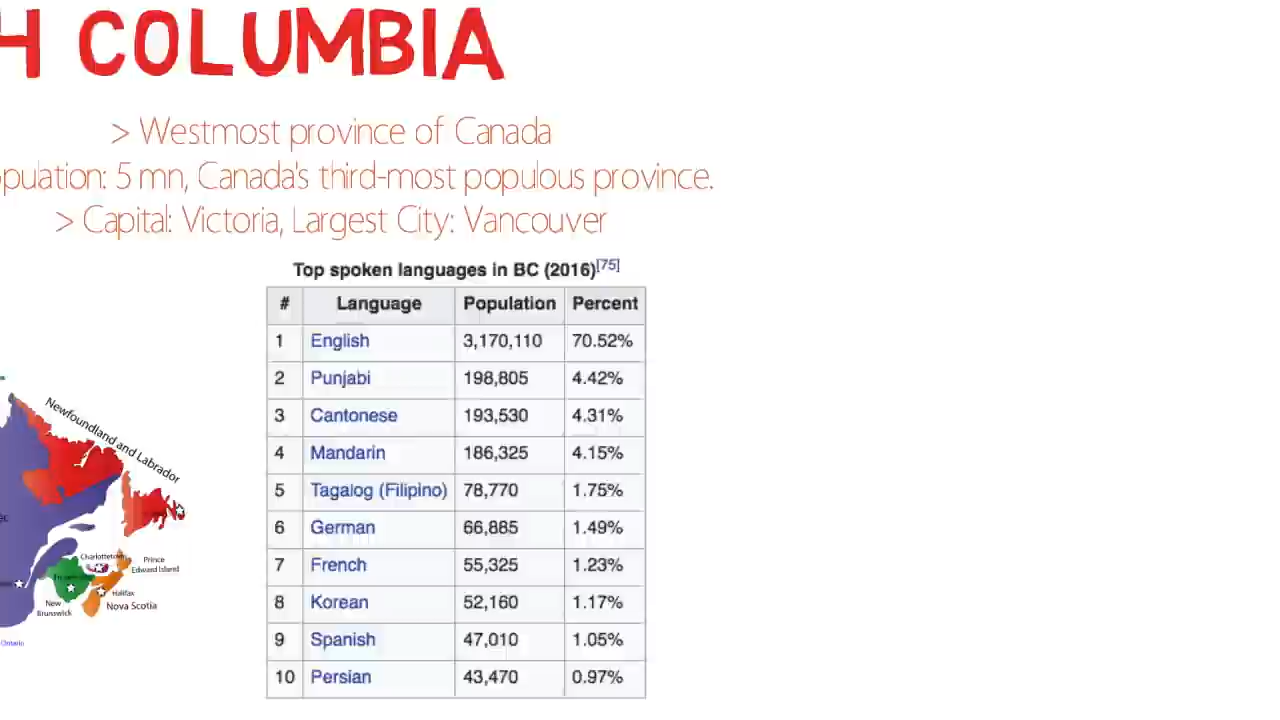 H COLUMBIA
> Westmost province of Canada
pulation: 5 mn, Canada's third-most populous province.
> Capital: Victoria, Largest City: Vancouver
Top spoken languages in BC (2016)[75]
# Language Population Percent
1 English 3,170,110 70.52%
2 Punjabi 198,805 4.42%
3 Cantonese 193,530 4.31%
4 Mandarin 186,325 4.15%
5 Tagalog (Filipino) 78,770 1.75%
6 German 66,885 1.49%
7 French 55,325 1.23%
8 Korean 52,160 1.17%
9 Spanish 47,010 1.05%
10 Persian 43,470 0.97%
Newfoundland and Labrador
Charlottetown
Prince
Edward Island
Halifax
New
Brunswick
Nova Scotia
Ontario